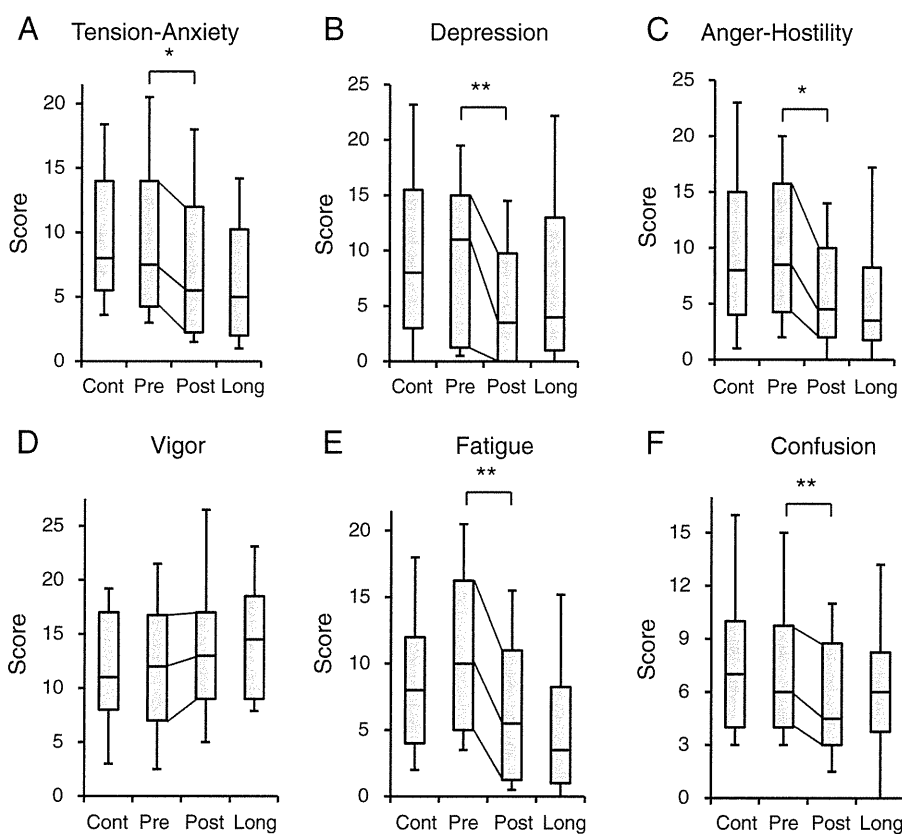 A Tension-Anxiety
*
Score
20
15
10
5
0
Cont Pre Post Long
B Depression
**
Score
25
20
15
10
5
0
Cont Pre Post Long
C Anger-Hostility
*
Score
25
20
15
10
5
0
Cont Pre Post Long
D Vigor
Score
25
20
15
10
5
0
Cont Pre Post Long
E Fatigue
**
Score
20
15
10
5
0
Cont Pre Post Long
F Confusion
**
Score
15
12
9
6
3
0
Cont Pre Post Long